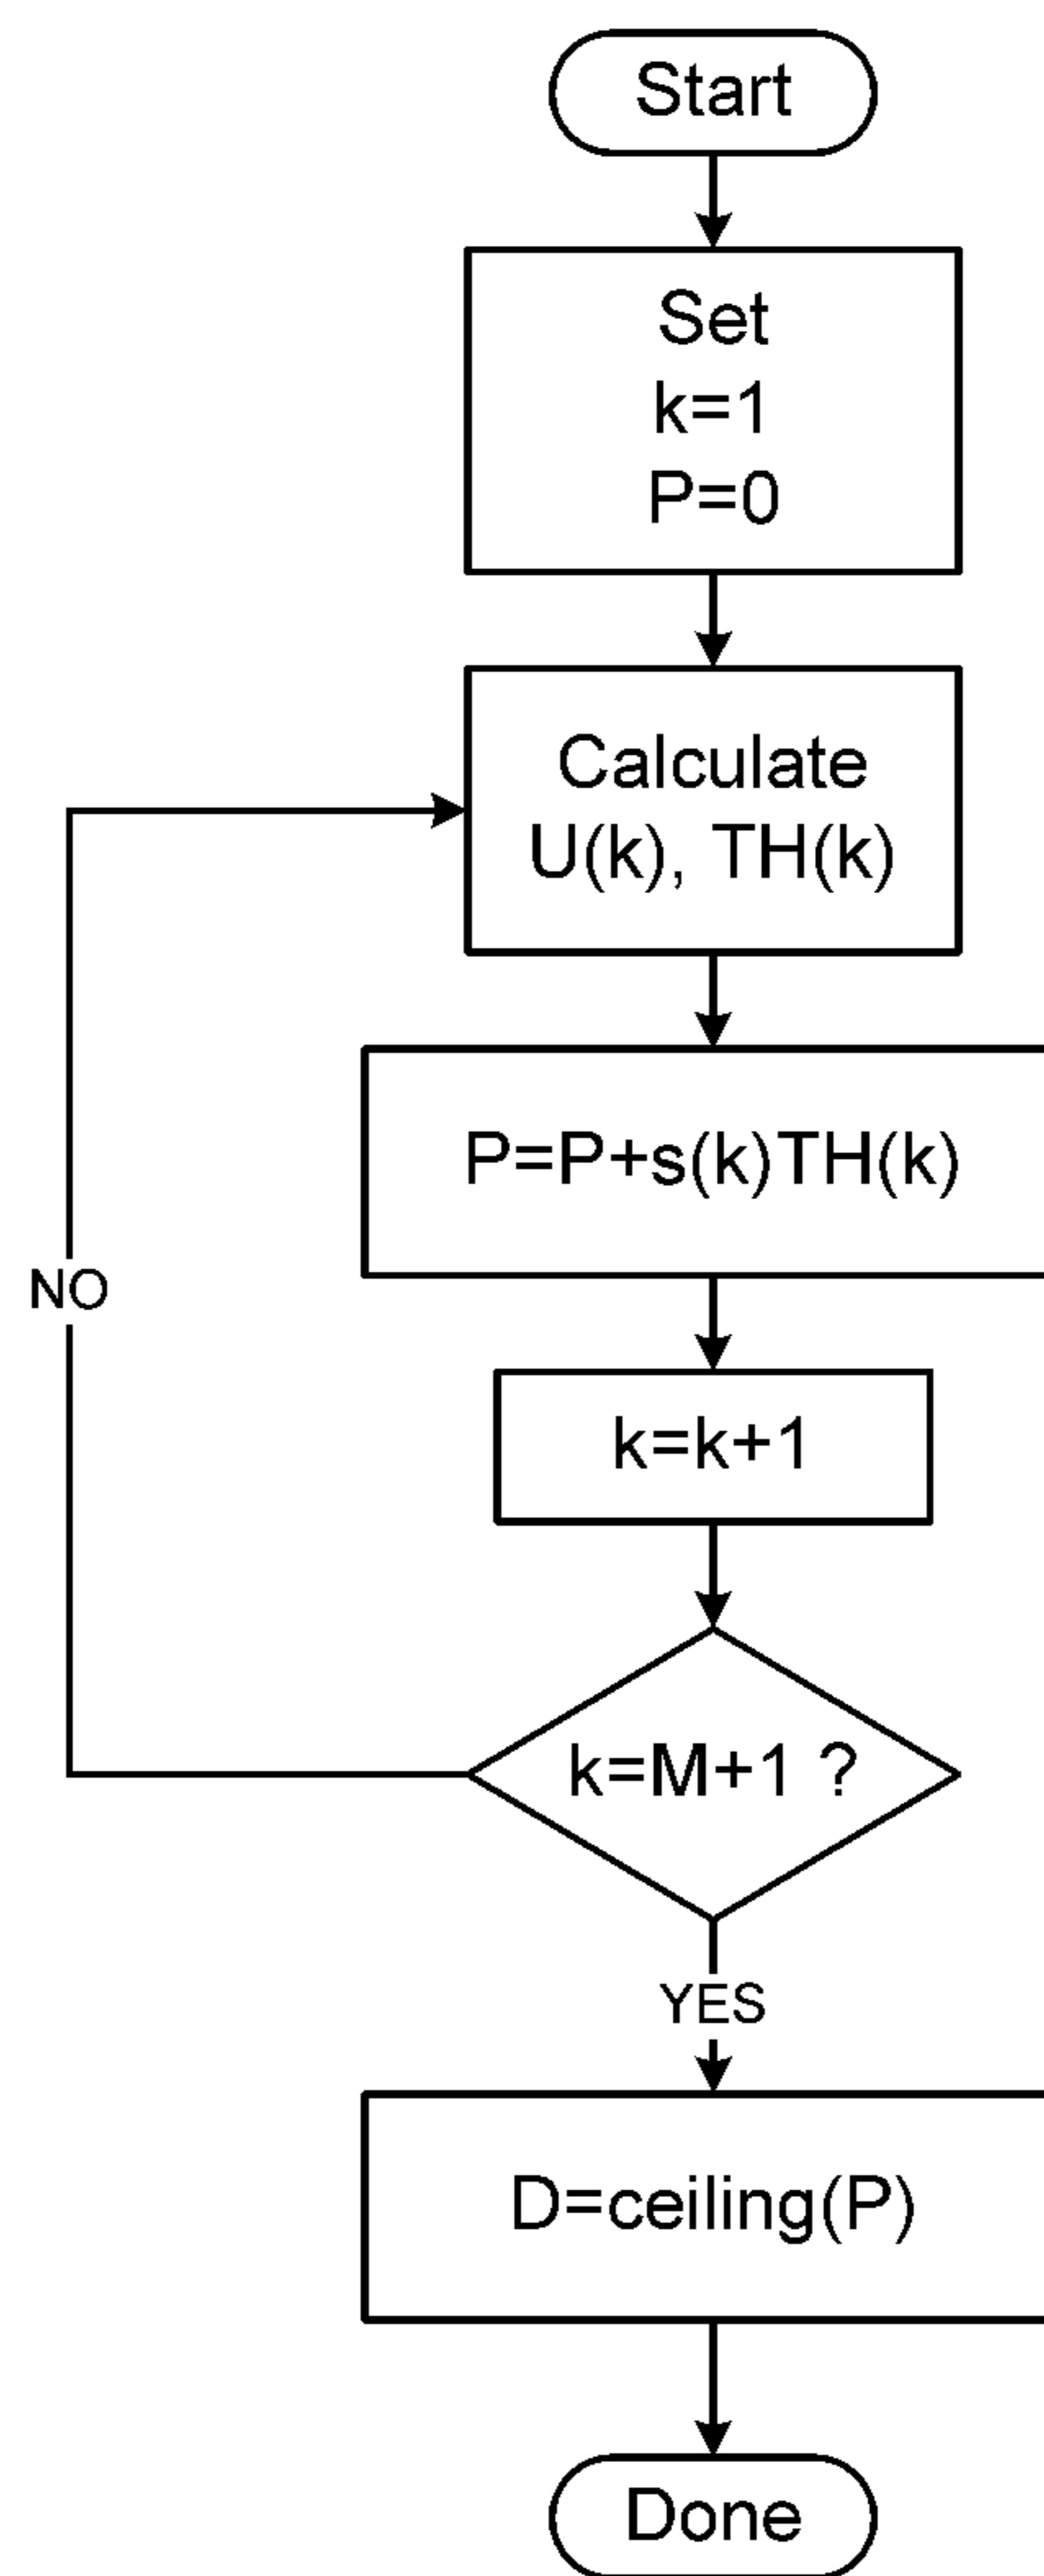 Start
Set
k=1
P=0
Calculate
U(k), TH(k)
P=P+s(k)TH(k)
NO
k=k+1
k=M+1 ?
YES
D=ceiling(P)
Done